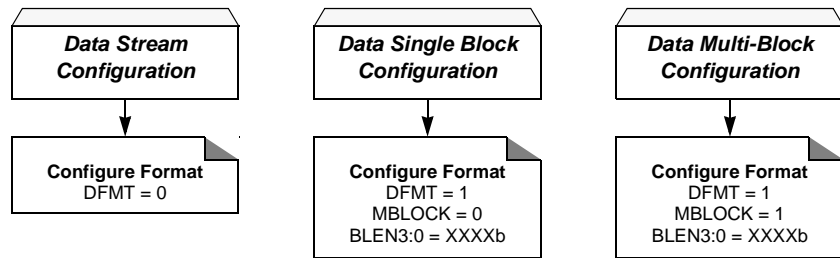 Data Stream
Configuration
Configure Format
DFMT = 0
Data Single Block
Configuration
Configure Format
DFMT = 1
MBLOCK = 0
BLEN3:0 = XXXXb
Data Multi-Block
Configuration
Configure Format
DFMT = 1
MBLOCK = 1
BLEN3:0 = XXXXb